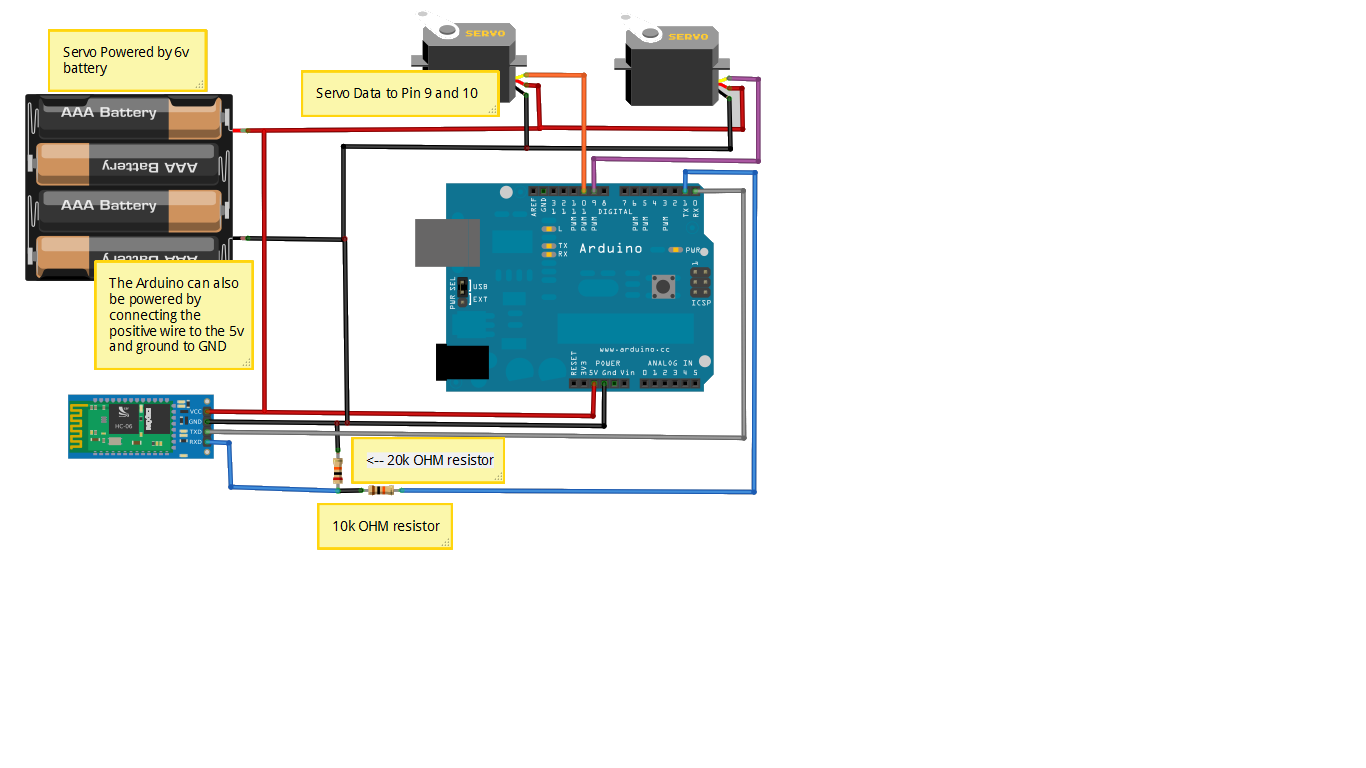 Servo Powered by 6v
battery
SERVO
SERVO
Servo Data to Pin 9 and 10
AAA Battery
AAA Battery
AAA Battery
AAA Battery
The Arduino can also
be powered by
connecting the
positive wire to the 5v
and ground to GND
AREF
GND
13
12
11
10
9
8
7
6
5
4
3
2
1
0
PWM
PWM
PWM
PWM
PWM
PWM
TX
RX
DIGITAL
L
TX
RX
Arduino
PWR
1
ICSP
PWR SEL
USB
EXT
www.arduino.cc
POWER
ANALOG IN
RESET
3V3
5V Gnd Vin
0 1 2 3 4 5
HC-06
VCC
GND
TXD
RXD
<-- 20k OHM resistor
10k OHM resistor